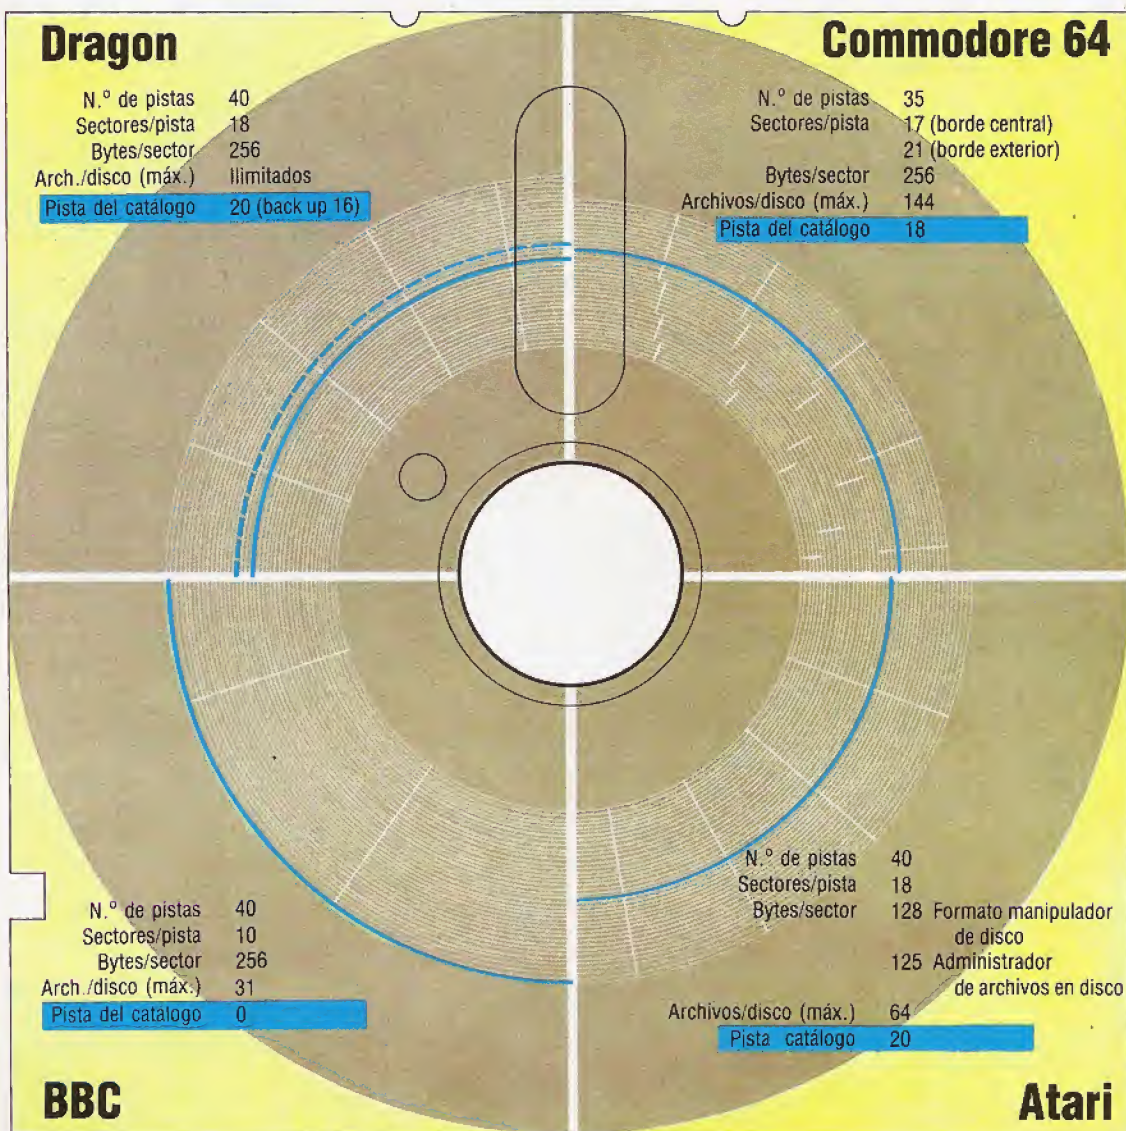 Dragon
N.º de pistas 40
Sectores/pista 18
Bytes/sector 256
Arch./disco (máx.) Ilimitados
Pista del catálogo 20 (back up 16)
Commodore 64
N.º de pistas 35
Sectores/pista 17 (borde central)
21 (borde exterior)
Bytes/sector 256
Archivos/disco (máx.) 144
Pista del catálogo 18
N.º de pistas 40
Sectores/pista 10
Bytes/sector 256
Arch./disco (máx.) 31
Pista del catálogo 0
BBC
N.º de pistas 40
Sectores/pista 18
Bytes/sector 128 Formato manipulador
de disco
125 Administrador
de archivos en disco
Archivos/disco (máx.) 64
Pista catálogo 20
Atari